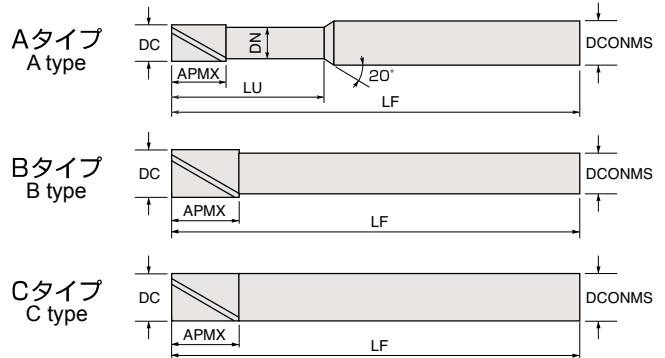 Aタイプ
A type
DC
DN
DCONMS
APMX
20°
LU
LF
Bタイプ
B type
DC
DCONMS
APMX
LF
Cタイプ
C type
DC
DCONMS
APMX
LF